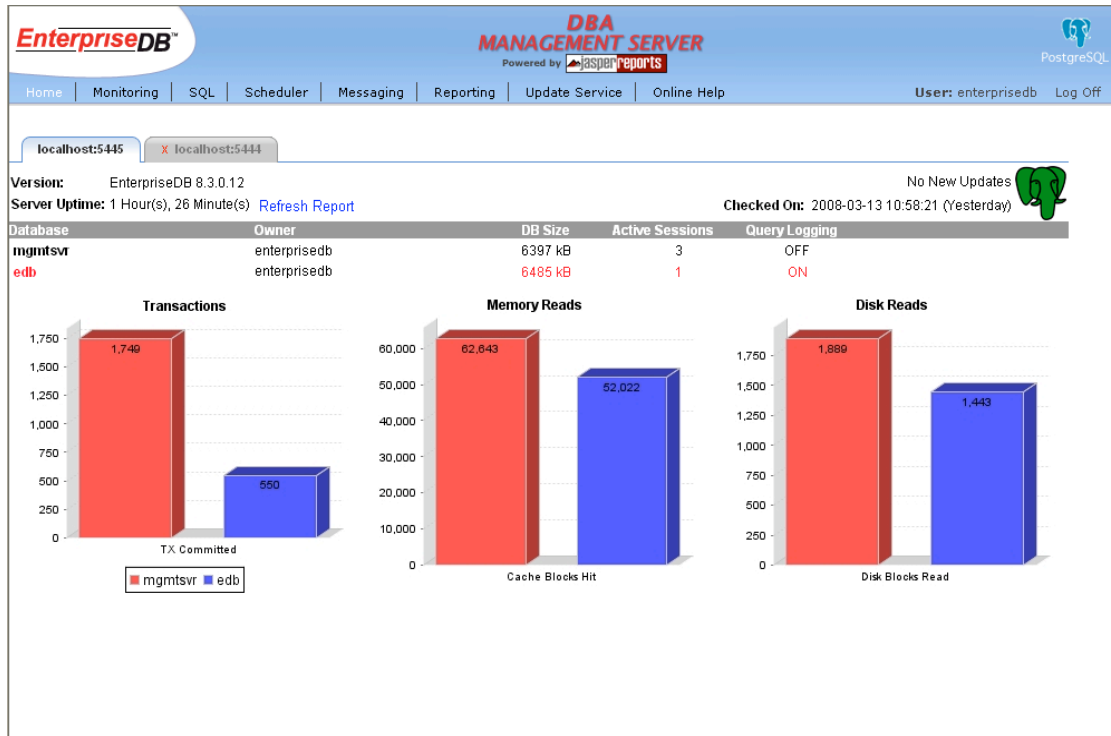 EnterpriseDB™
DBA
MANAGEMENT SERVER
Powered by jasperreports
PostgreSQL
Home Monitoring SQL Scheduler Messaging Reporting Update Service Online Help User: enterprisedb Log Off
localhost:5445 X localhost:5444
Version: EnterpriseDB 8.3.0.12 No New Updates
Server Uptime: 1 Hour(s), 26 Minute(s) Refresh Report Checked On: 2008-03-13 10:58:21 (Yesterday)
Database Owner DB Size Active Sessions Query Logging
mgmtsvr enterprisedb 6397 kB 3 OFF
edb enterprisedb 6485 kB 1 ON
Transactions
1,750
1,500
1,250
1,000
750
500
250
0
1,749
550
TX Committed
mgmtsvr edb
Memory Reads
60,000
50,000
40,000
30,000
20,000
10,000
0
62,643
52,022
Cache Blocks Hit
Disk Reads
1,750
1,500
1,250
1,000
750
500
250
0
1,889
1,443
Disk Blocks Read